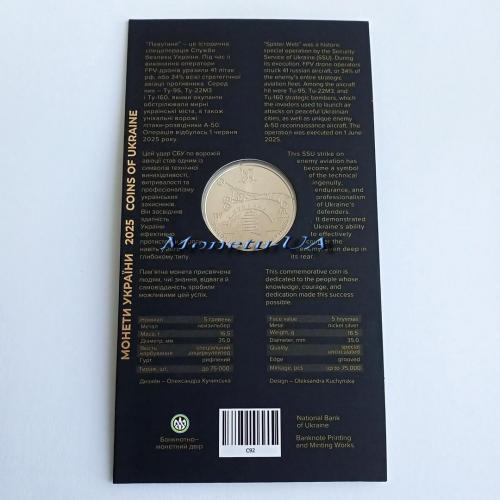 МОНЕТИ УКРАЇНИ 2025 COINS OF UKRAINE
"Павутина" – це історична
спецоперація Служби
безпеки України. Під час її
виконання оператори
FPV-дронів уразили 41 літак
рф, або 34% всієї стратегічної
авіації противника. Серед
них – Ту-95, Ту-22М3
і Ту-160, якими окупанти
обстрілювали мирні
українські міста, а також
унікальні ворожі
літаки-розвідники А-50.
Операція відбулась 1 червня
2025 року.
Цей удар СБУ по ворожій
авіації став одним із
символів технічної
винахідливості,
витривалості та
професіоналізму
українських
захисників.
Він засвідчив
здатність
України
ефективно
глибокому тилу.
Пам'ятна монета присвячена
людям, чиї знання, відвага й
самовідданість зробили
можливим цей успіх.
Номінал 5 гривень
Метал нейзильбер
Маса, г 16,5
Діаметр, мм 35,0
Якість карбування спеціальний анциркулейтед
Гурт рифлений
Тираж, шт. до 75 000
Дизайн – Олександра Кучинська
Банкнотно-
монетний двір
"Spider Web" was a historic
special operation by the
Security Service of Ukraine (SSU). During
its execution, FPV drone operators
struck 41 russian aircraft, or 34% of
the enemy's entire strategic
aviation fleet. Among the aircraft
hit were Tu-95, Tu-22M3, and
Tu-160 strategic bombers, which
the invaders used to launch air
attacks on peaceful Ukrainian
cities, as well as unique enemy
A-50 reconnaissance aircraft. The
operation was executed on 1 June
2025.
This SSU strike on
enemy aviation has
become a symbol
of the technical
ingenuity,
endurance, and
professionalism
of Ukraine's
defenders.
It demonstrated
Ukraine's ability
to effectively
deep in
its rear.
This commemorative coin is
dedicated to the people whose
knowledge, courage, and
dedication made this success
possible.
Face value 5 hryvnias
Metal nickel silver
Weight, g 16.5
Diameter, mm 35.0
Quality special uncirculated
Edge grooved
Mintage, pcs up to 75,000
Design – Oleksandra Kuchynska
C92
National Bank
of Ukraine
Banknote Printing
and Minting Works
Monety-UA